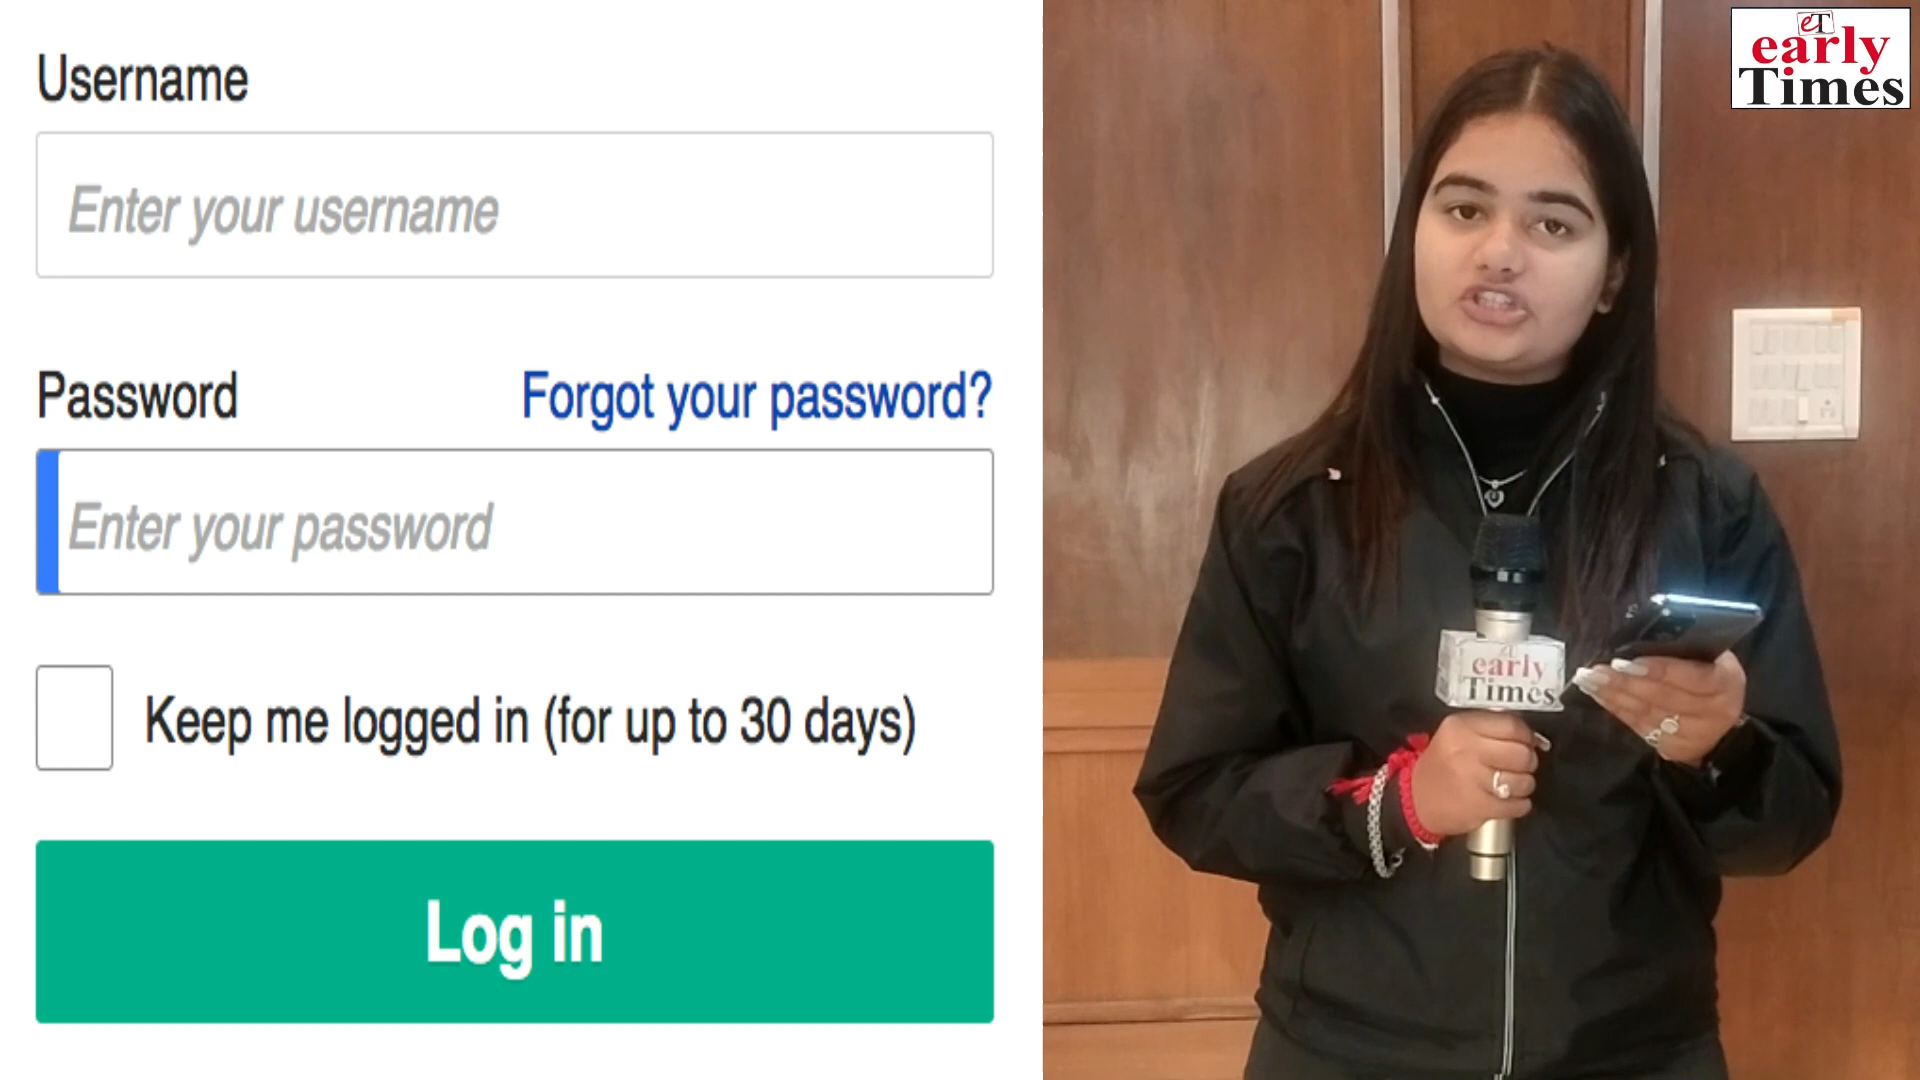 Username
Enter your username
Password
Forgot your password?
Enter your password
Keep me logged in (for up to 30 days)
Log in
eT
early
Times
early
Times